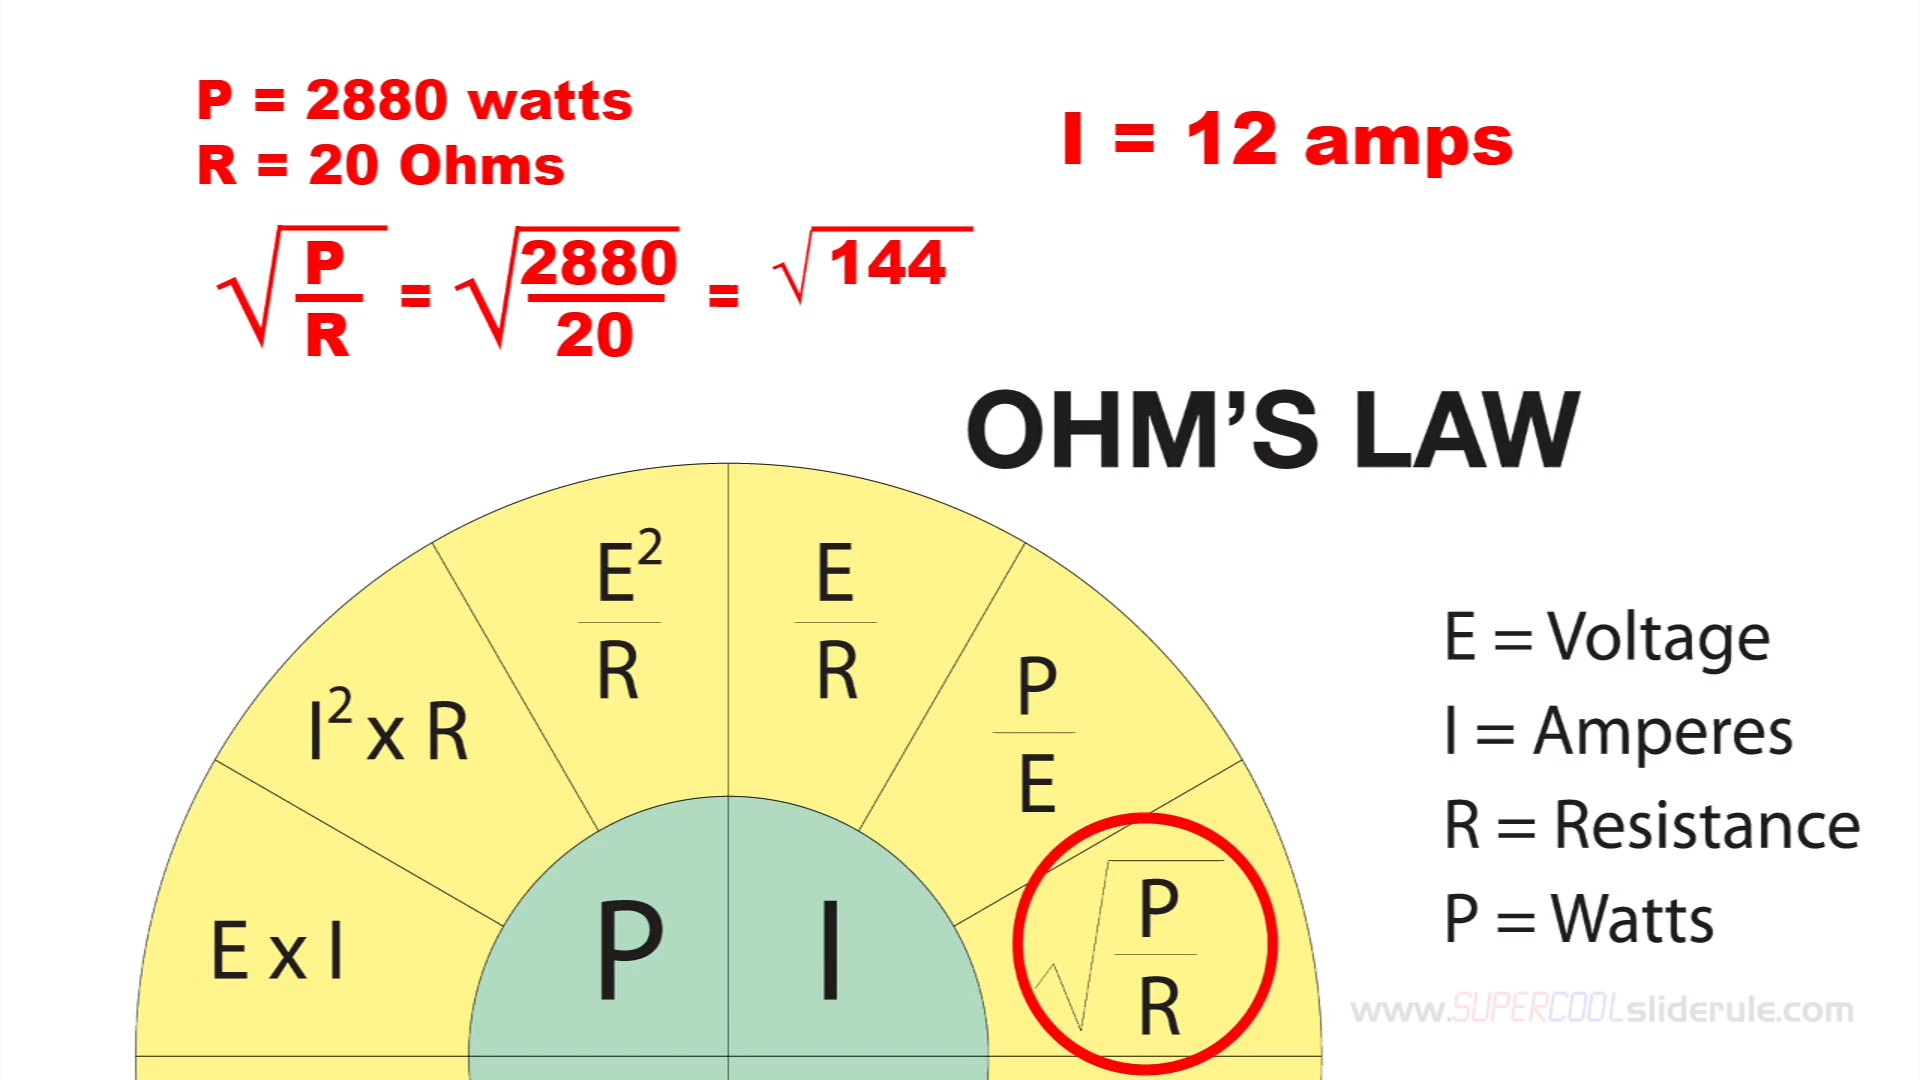 P = 2880 watts
R = 20 Ohms
I = 12 amps
√(P/R) = √(2880/20) = √144
OHM’S LAW
E²/R
E/R
I² x R
P/E
E x I
P
I
√(P/R)
E = Voltage
I = Amperes
R = Resistance
P = Watts
www.SUPERCOOLsliderule.com